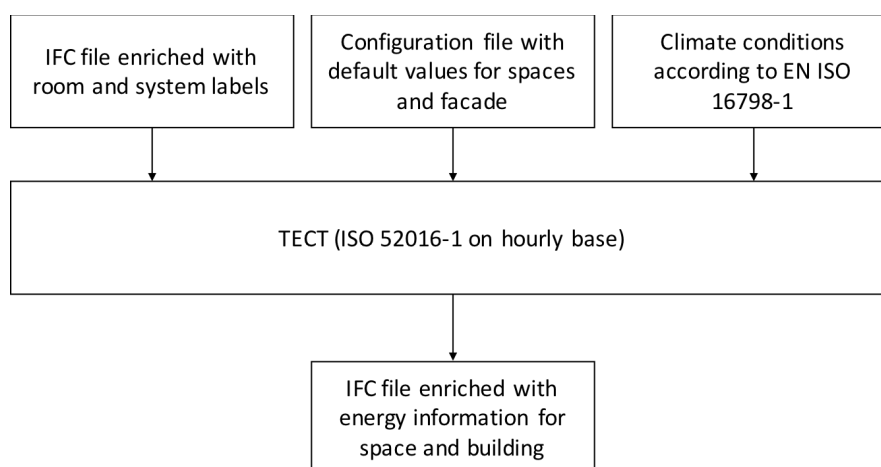 IFC file enriched with
room and system labels
Configuration file with
default values for spaces
and facade
Climate conditions
according to EN ISO
16798-1
TECT (ISO 52016-1 on hourly base)
IFC file enriched with
energy information for
space and building